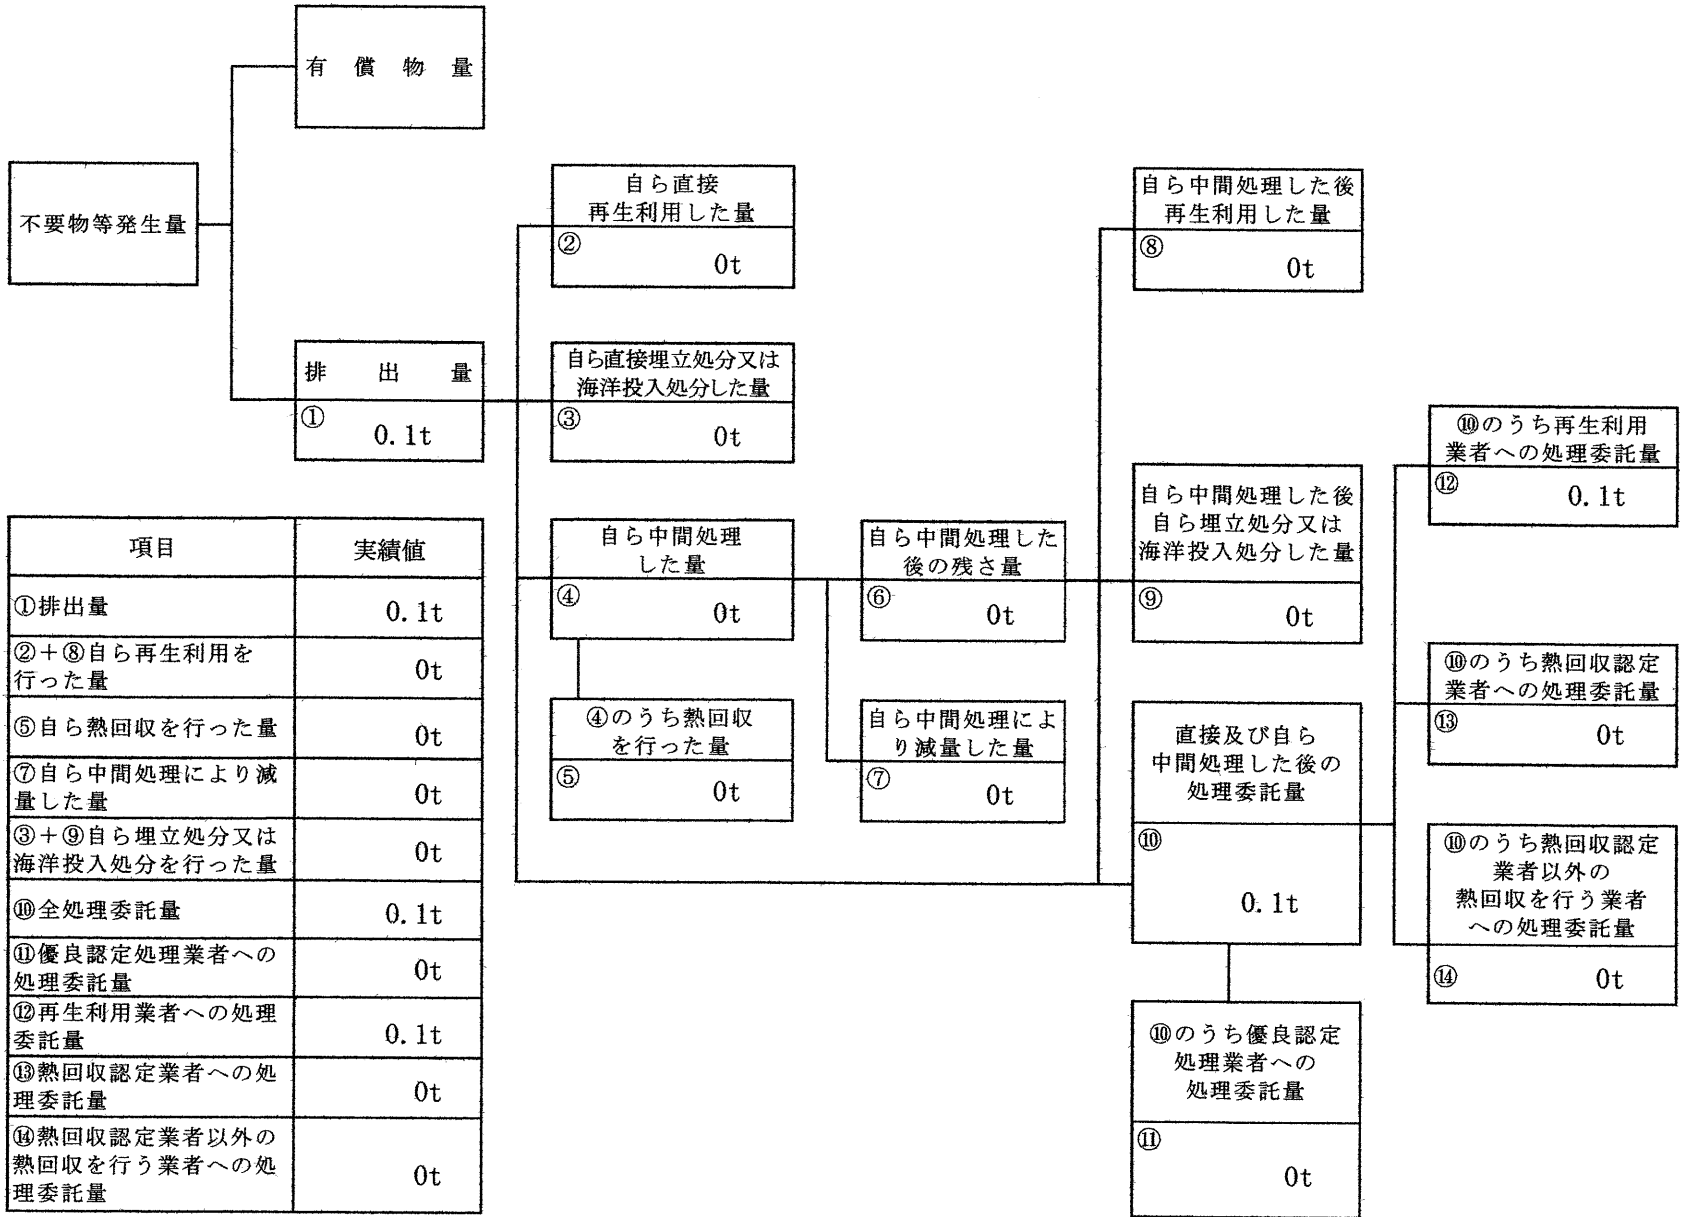 有償物量
不要物等発生量
排出量
① 0.1t
自ら直接
再生利用した量
② 0t
自ら直接埋立処分又は
海洋投入処分した量
③ 0t
自ら中間処理
した量
④ 0t
④のうち熱回収
を行った量
⑤ 0t
自ら中間処理した
後の残さ量
⑥ 0t
自ら中間処理によ
り減量した量
⑦ 0t
自ら中間処理した後
再生利用した量
⑧ 0t
自ら中間処理した後
自ら埋立処分又は
海洋投入処分した量
⑨ 0t
直接及び自ら
中間処理した後の
処理委託量
⑩
0.1t
⑩のうち優良認定
処理業者への
処理委託量
⑪
0t
⑩のうち再生利用
業者への処理委託量
⑫ 0.1t
⑩のうち熱回収認定
業者への処理委託量
⑬ 0t
⑩のうち熱回収認定
業者以外の
熱回収を行う業者
への処理委託量
⑭ 0t
項目 実績値
①排出量 0.1t
②+⑧自ら再生利用を
行った量 0t
⑤自ら熱回収を行った量 0t
⑦自ら中間処理により減
量した量 0t
③+⑨自ら埋立処分又は
海洋投入処分を行った量 0t
⑩全処理委託量 0.1t
⑪優良認定処理業者への
処理委託量 0t
⑫再生利用業者への処理
委託量 0.1t
⑬熱回収認定業者への処
理委託量 0t
⑭熱回収認定業者以外の
熱回収を行う業者への処
理委託量 0t